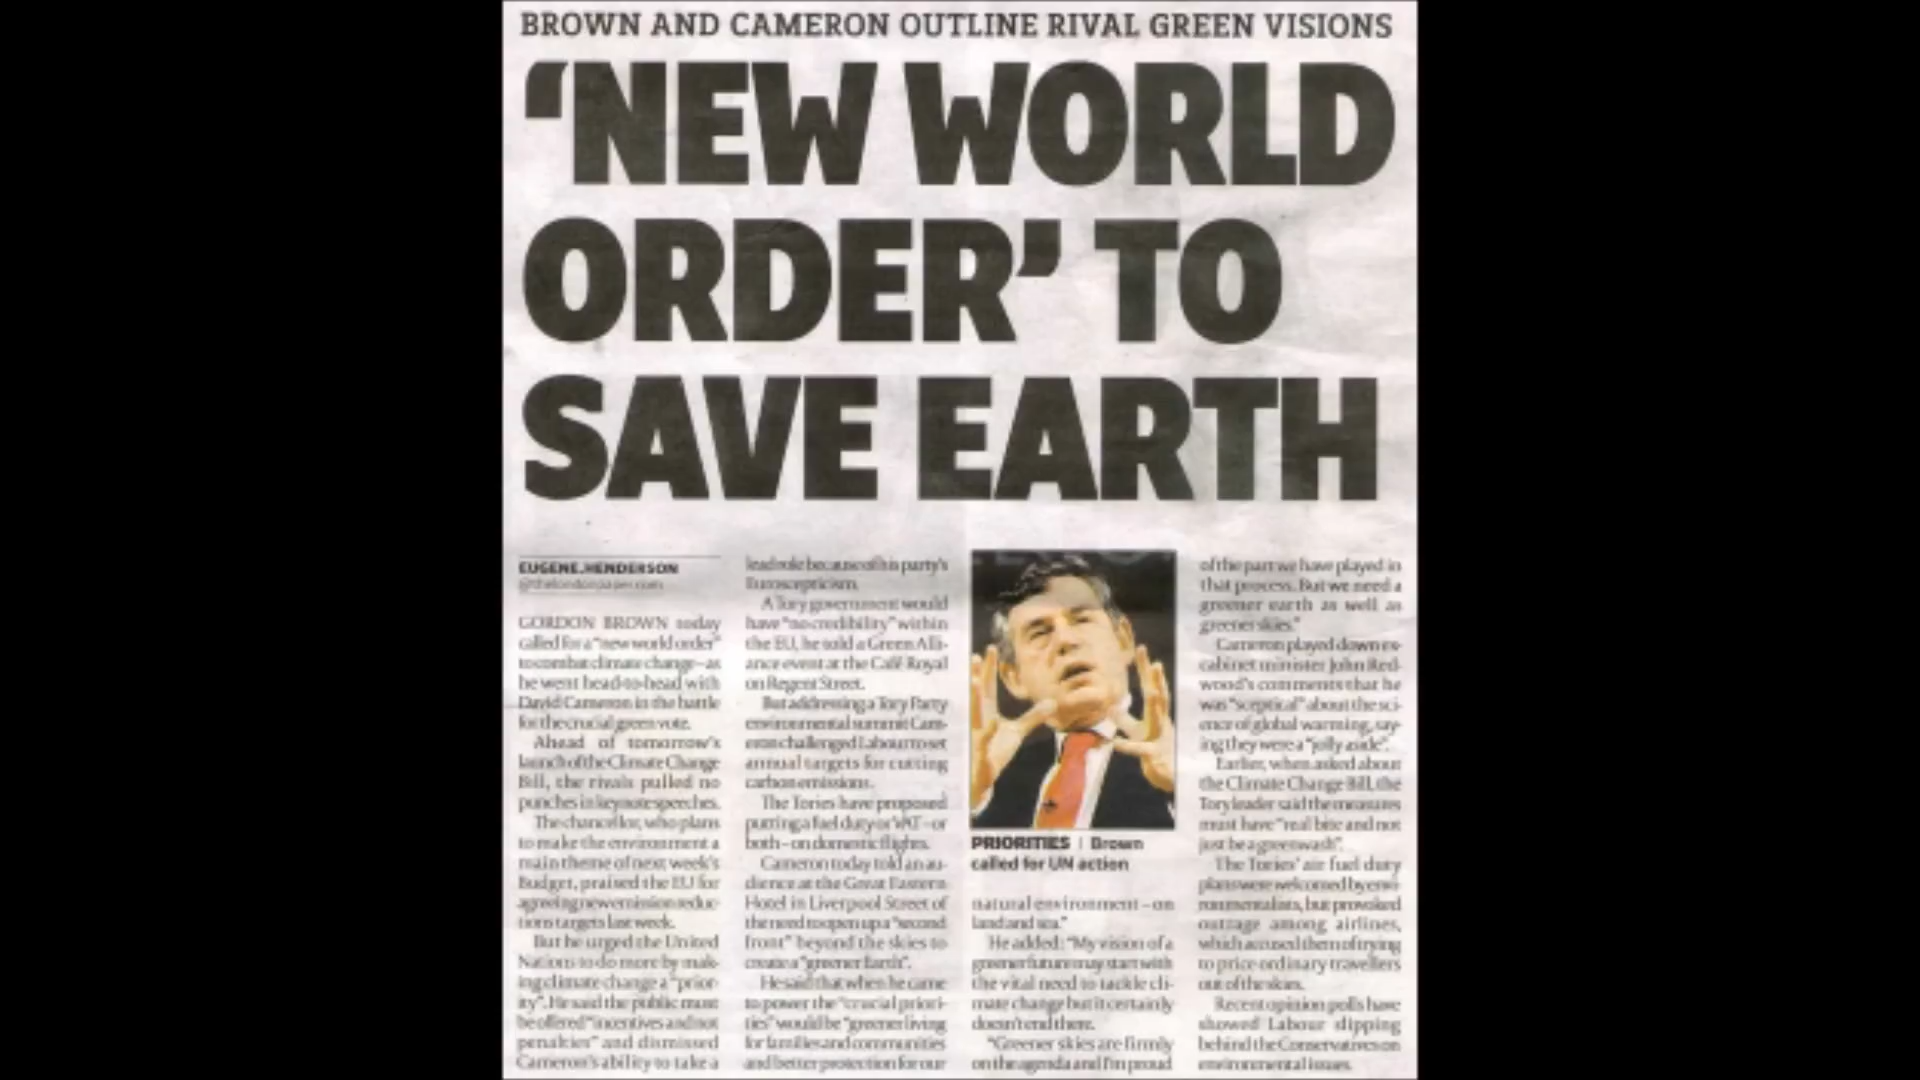 BROWN AND CAMERON OUTLINE RIVAL GREEN VISIONS
‘NEW WORLD
ORDER’ TO
SAVE EARTH
EUGENE.HENDERSON
@thelondonpaper.com
GORDON BROWN today
called for a “new world order”
to combat climate change – as
he went head-to-head with
David Cameron in the battle
for the crucial green vote.
Ahead of tomorrow’s
launch of the Climate Change
Bill, the rivals pulled no
punches in keynote speeches.
The chancellor, who plans
to make the environment a
main theme of next week’s
Budget, praised the EU for
agreeing new emission reduc-
tions targets last week.
But he urged the United
Nations to do more by mak-
ing climate change a “prior-
ity”. He said the public must
be offered “incentives and not
penalties” and dismissed
Cameron’s ability to take a
lead role because of his party’s
Euroscepticism.
A Tory government would
have “no credibility” within
the EU, he told a Green Alli-
ance event at the Café Royal
on Regent Street.
But addressing a Tory Party
environmental summit Cam-
eron challenged Labour to set
annual targets for cutting
carbon emissions.
The Tories have proposed
putting a fuel duty or VAT – or
both – on domestic flights.
Cameron today told an au-
dience at the Great Eastern
Hotel in Liverpool Street of
the need to open up a “second
front” beyond the skies to
create a “greener Earth”.
He said that when he came
to power the “crucial priori-
ties” would be “greener living
for families and communities
and better protection for our
PRIORITIES | Brown
called for UN action
natural environment – on
land and sea.”
He added: “My vision of a
greener future may start with
the vital need to tackle cli-
mate change but it certainly
doesn’t end there.
“Greener skies are firmly
on the agenda and I’m proud
of the part we have played in
that process. But we need a
greener earth as well as
greener skies.”
Cameron played down ex-
cabinet minister John Red-
wood’s comments that he
was “sceptical” about the sci-
ence of global warming, say-
ing they were a “jolly aside”.
Earlier, when asked about
the Climate Change Bill, the
Tory leader said the measures
must have “real bite and not
just be a greenwash”.
The Tories’ air fuel duty
plans were welcomed by envi-
ronmentalists, but provoked
outrage among airlines,
which accused them of trying
to price ordinary travellers
out of the skies.
Recent opinion polls have
showed Labour dipping
behind the Conservatives on
environmental issues.